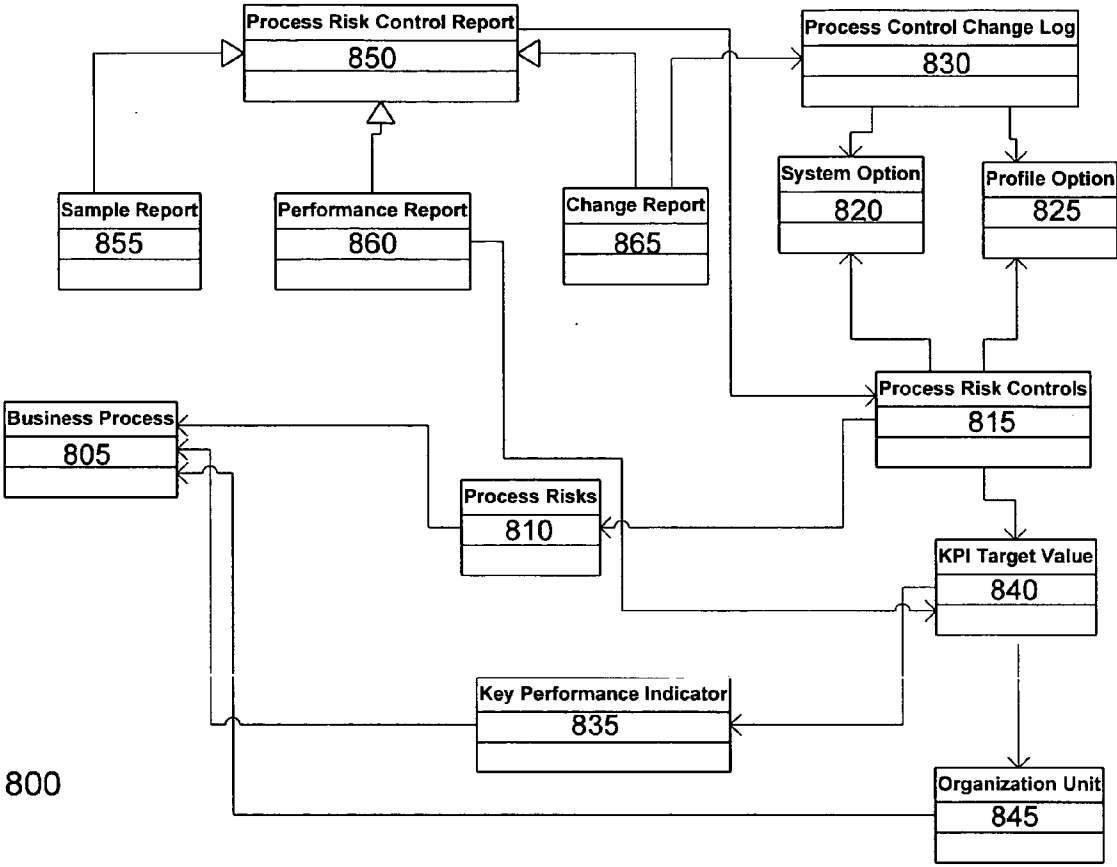 Process Risk Control Report
850
Process Control Change Log
830
System Option
820
Profile Option
825
Sample Report
855
Performance Report
860
Change Report
865
Process Risk Controls
815
Business Process
805
Process Risks
810
KPI Target Value
840
Key Performance Indicator
835
Organization Unit
845
800